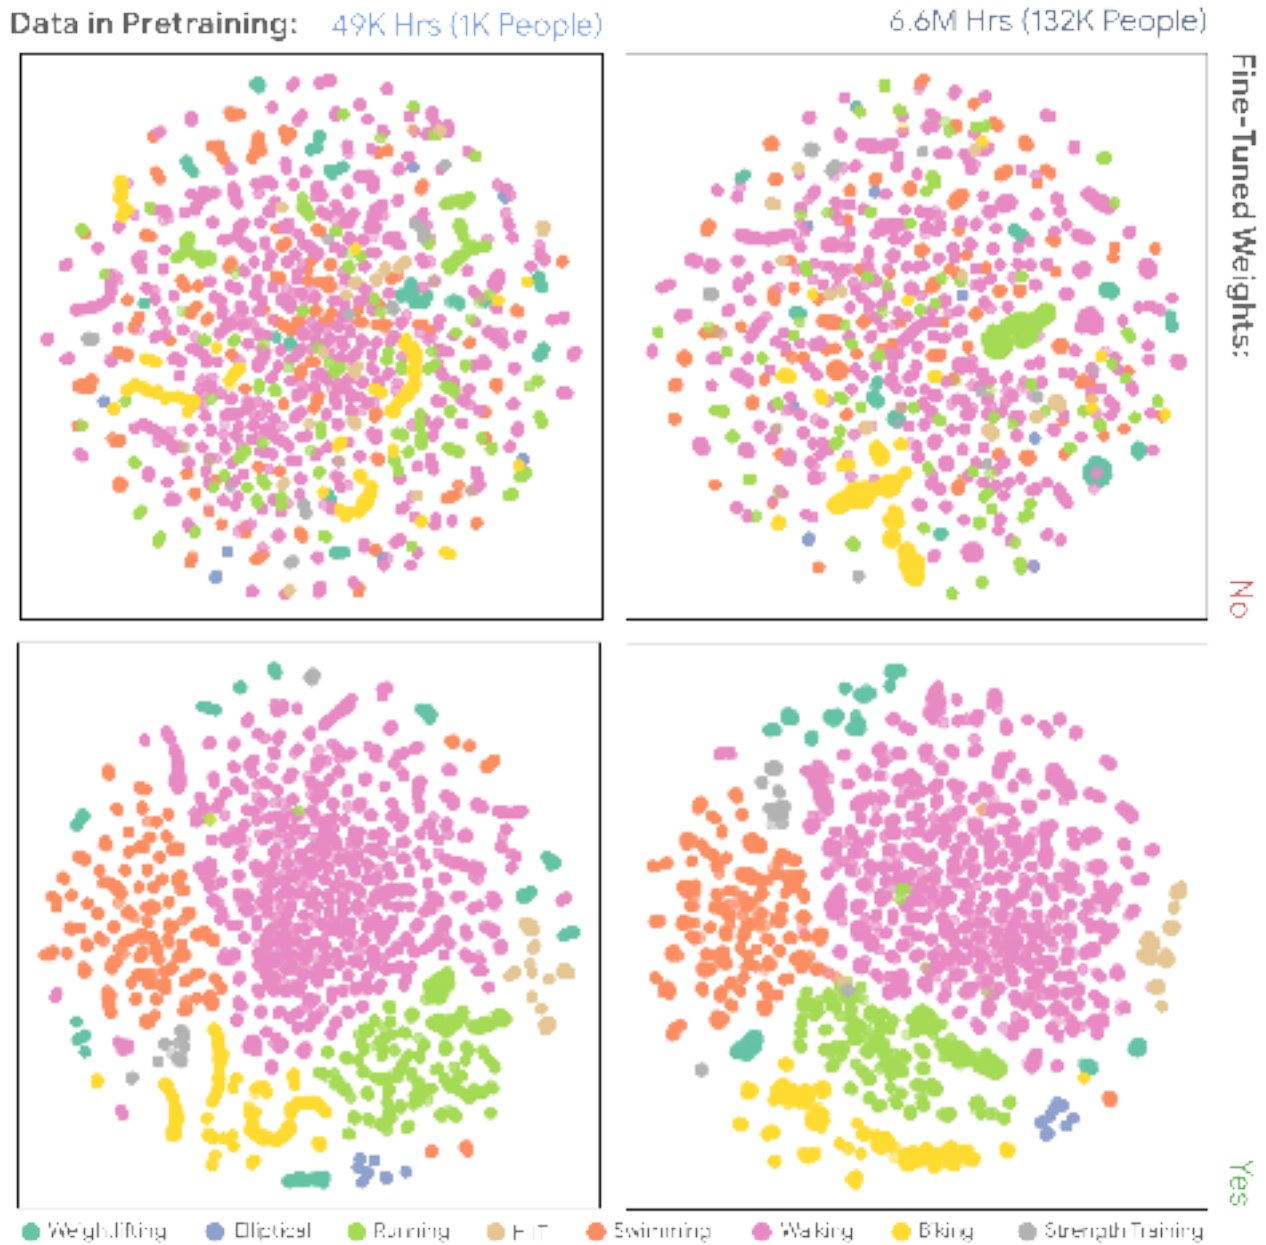 Data in Pretraining: 49K Hrs (1K People) 6.6M Hrs (132K People)
Fine-Tuned Weights:
No
Yes
Weightlifting Elliptical Running HIIT Swimming Walking Biking Strength Training